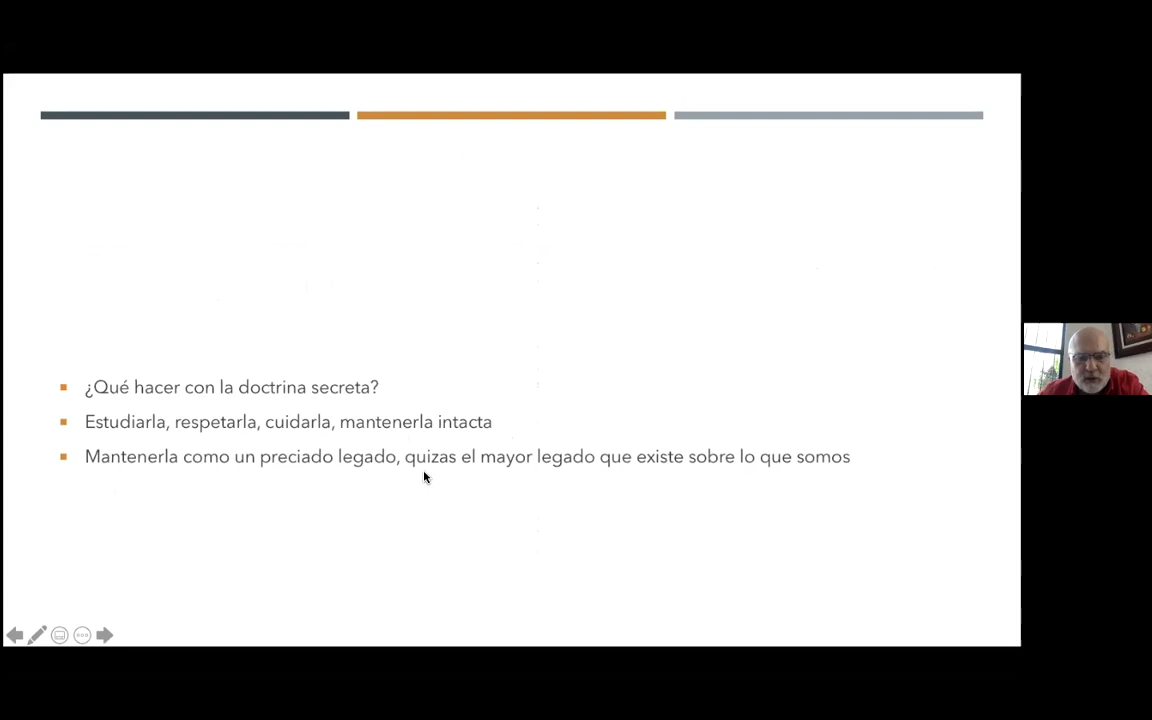 ¿Qué hacer con la doctrina secreta?
Estudiarla, respetarla, cuidarla, mantenerla intacta
Mantenerla como un preciado legado, quizas el mayor legado que existe sobre lo que somos